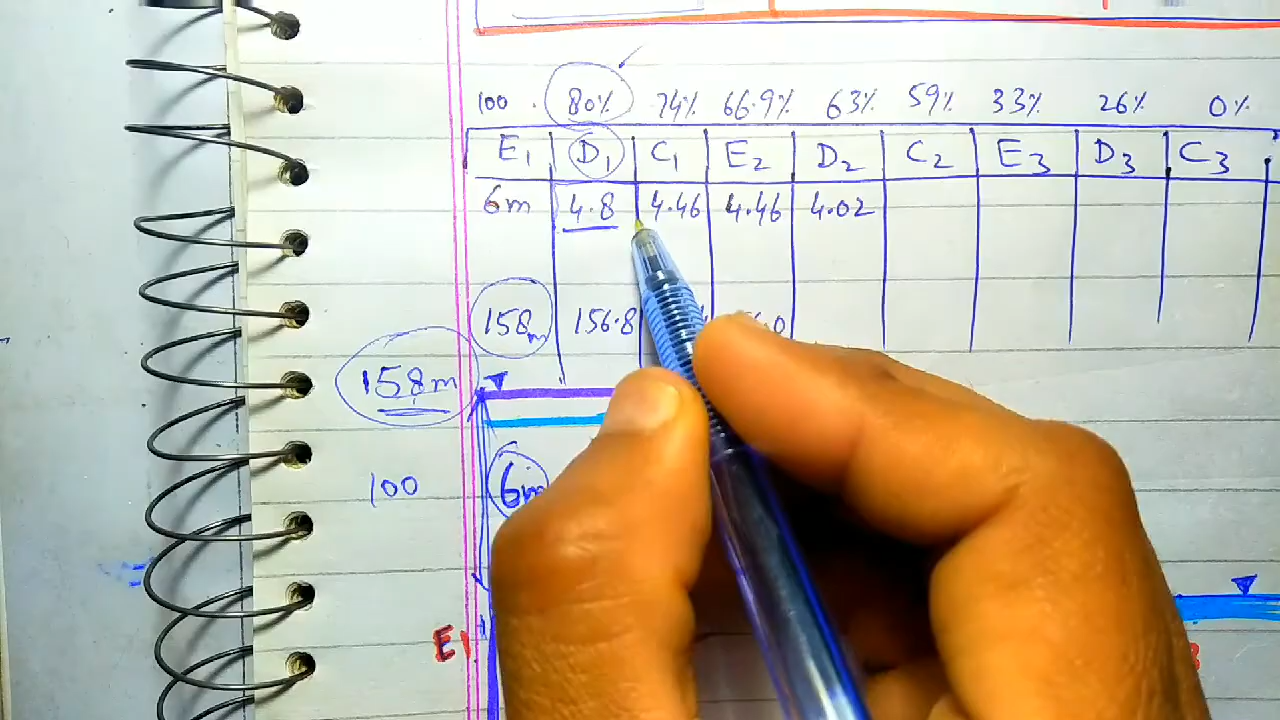 100 80% 74% 66.9% 63% 59% 33% 26% 0%
E1 D1 C1 E2 D2 C2 E3 D3 C3
6m 4.8 4.46 4.46 4.02
158m 156.8
158m
100 6m
E1